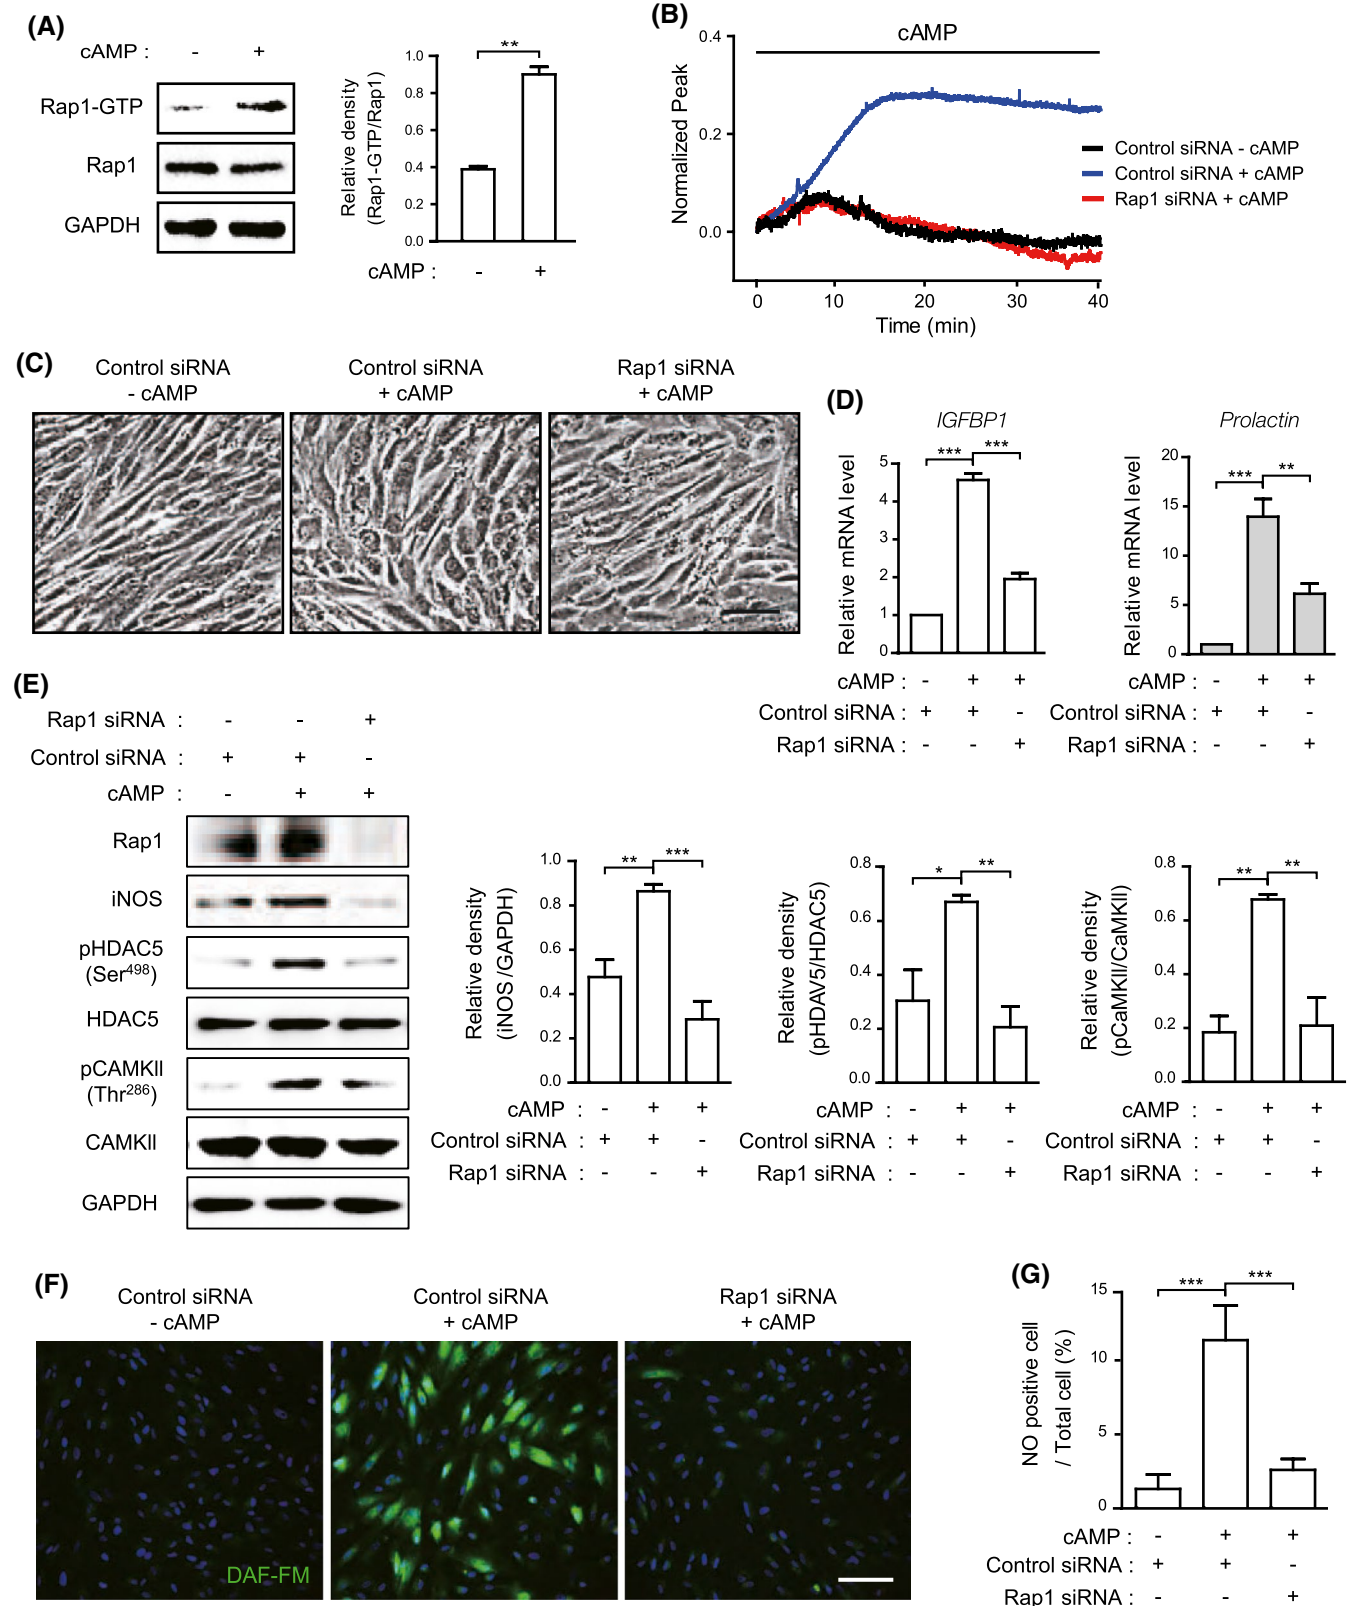 (A)
cAMP : - +
Rap1-GTP
Rap1
GAPDH
Relative density
(Rap1-GTP/Rap1)
1.0
0.8
0.6
0.4
0.2
0.0
**
cAMP : - +
(B)
cAMP
Normalized Peak
0.4
0.2
0.0
0 10 20 30 40
Time (min)
Control siRNA - cAMP
Control siRNA + cAMP
Rap1 siRNA + cAMP
(C)
Control siRNA
- cAMP
Control siRNA
+ cAMP
Rap1 siRNA
+ cAMP
(D)
IGFBP1
Relative mRNA level
5
4
3
2
1
0
*** ***
cAMP : - + +
Control siRNA : + + -
Rap1 siRNA : - - +
Prolactin
Relative mRNA level
20
15
10
5
0
*** **
cAMP : - + +
Control siRNA : + + -
Rap1 siRNA : - - +
(E)
Rap1 siRNA : - - +
Control siRNA : + + -
cAMP : - + +
Rap1
iNOS
pHDAC5
(Ser498)
HDAC5
pCAMKII
(Thr286)
CAMKII
GAPDH
Relative density
(iNOS /GAPDH)
1.0
0.8
0.6
0.4
0.2
0.0
** ***
cAMP : - + +
Control siRNA : + + -
Rap1 siRNA : - - +
Relative density
(pHDAV5/HDAC5)
0.8
0.6
0.4
0.2
0.0
* **
cAMP : - + +
Control siRNA : + + -
Rap1 siRNA : - - +
Relative density
(pCaMKII/CaMKII)
0.8
0.6
0.4
0.2
0.0
** **
cAMP : - + +
Control siRNA : + + -
Rap1 siRNA : - - +
(F)
Control siRNA
- cAMP
Control siRNA
+ cAMP
Rap1 siRNA
+ cAMP
DAF-FM
(G)
NO positive cell
/ Total cell (%)
15
10
5
0
*** ***
cAMP : - + +
Control siRNA : + + -
Rap1 siRNA : - - +